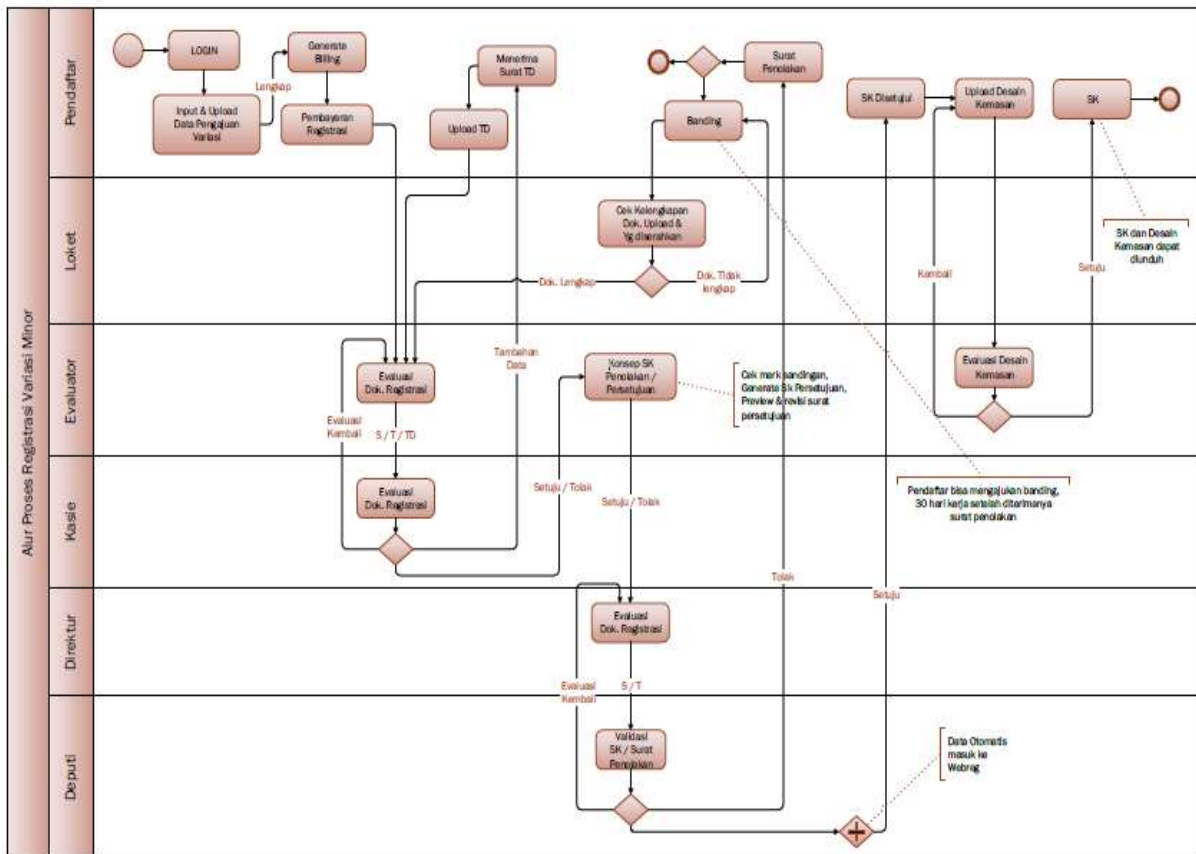 Alur Proses Registrasi Variasi Minor
Pendaftar
LOGIN
Input & Upload
Data Pengajuan
Variasi
Lengkap
Generate
Billing
Pembayaran
Registrasi
Menerima
Surat TD
Upload TD
Surat
Penolakan
Banding
SK Disetujui
Upload Desain
Kemasan
SK
Loket
Cek Kelengkapan
Dok. Upload &
Yg diserahkan
Dok. Lengkap
Dok. Tidak
lengkap
Kembali
Setuju
SK dan Desain
Kemasan dapat
diunduh
Evaluator
Evaluasi
Dok. Registrasi
Evaluasi
Kembali
S / T / TD
Tambahan
Data
Konsep SK
Penolakan /
Persetujuan
Cek merk bandingan,
Generate Sk Persetujuan,
Preview & revisi surat
persetujuan
Evaluasi Desain
Kemasan
Kasie
Evaluasi
Dok. Registrasi
Setuju / Tolak
Setuju / Tolak
Pendaftar bisa mengajukan banding,
30 hari kerja setelah diterimanya
surat penolakan
Tolak
Setuju
Direktur
Evaluasi
Dok. Registrasi
Evaluasi
Kembali
S / T
Deputi
Validasi
SK / Surat
Penolakan
Data Otomatis
masuk ke
Webreg